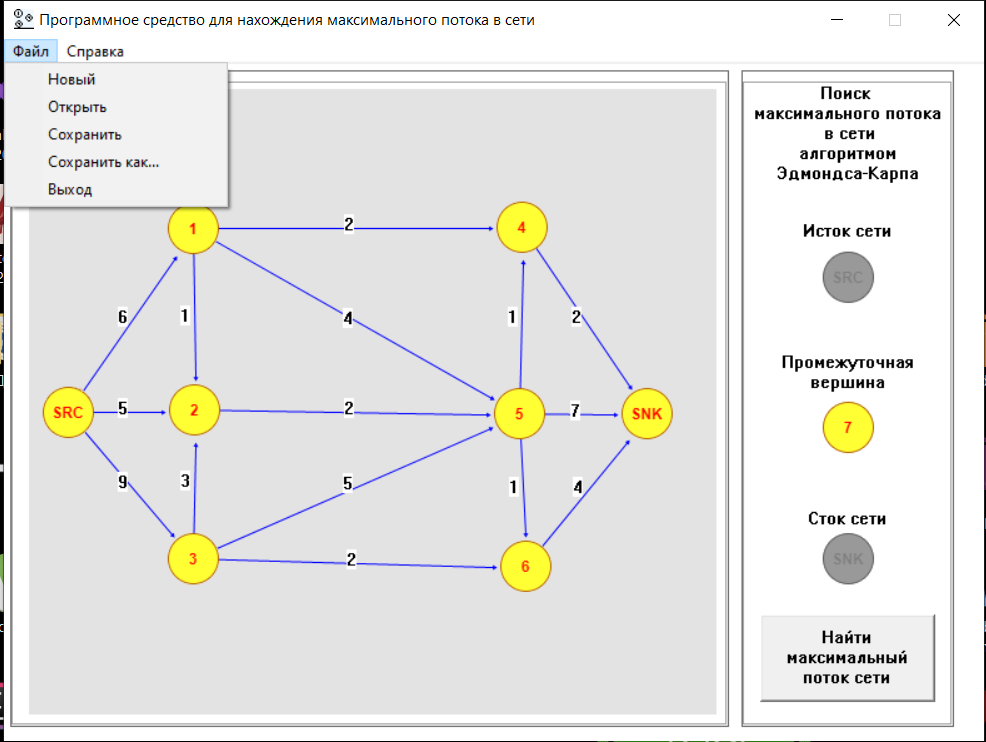 Программное средство для нахождения максимального потока в сети
Файл Справка
Новый
Открыть
Сохранить
Сохранить как...
Выход
1
2
4
6
1
4
1
2
SRC
5
2
2
5
7
SNK
9
3
5
1
4
3
2
6
Поиск
максимального потока
в сети
алгоритмом
Эдмондса-Карпа
Исток сети
SRC
Промежуточная
вершина
7
Сток сети
SNK
Найти
максимальный
поток сети